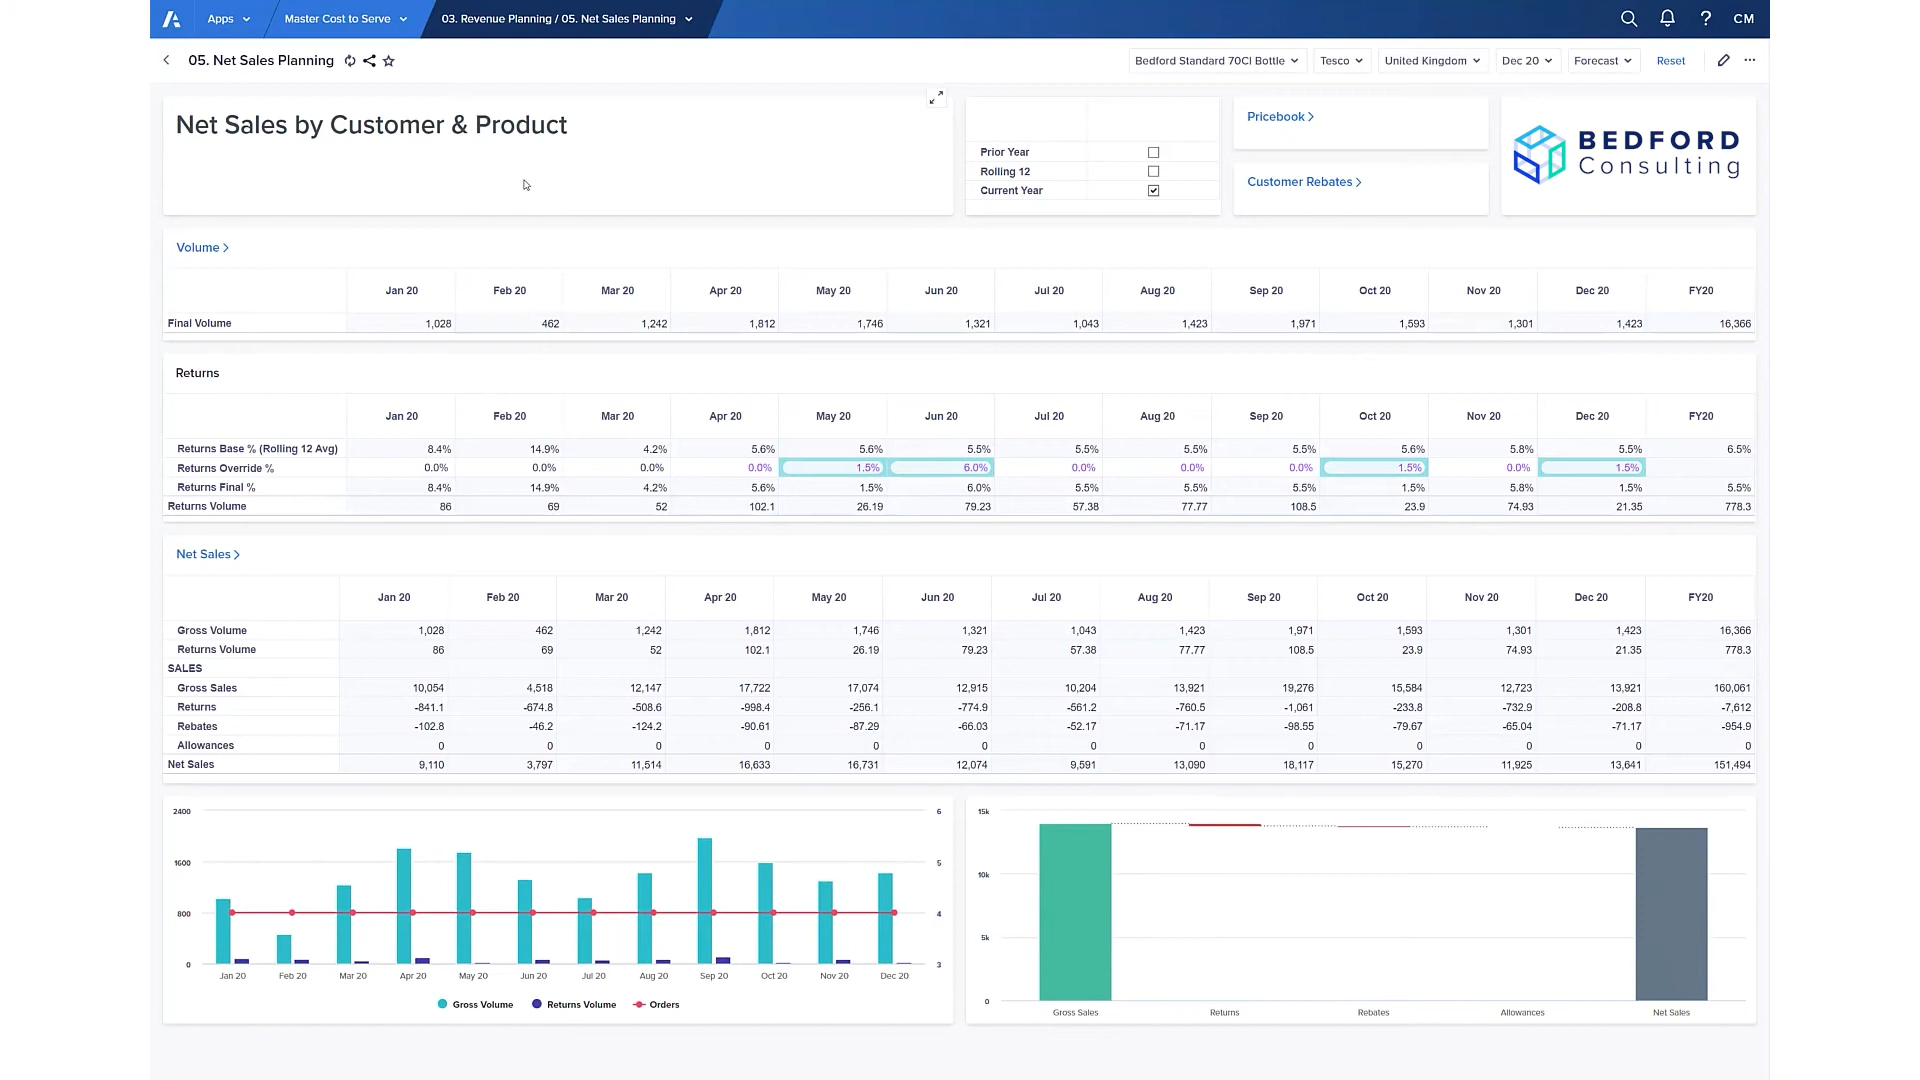 Apps Master Cost to Serve 03. Revenue Planning / 05. Net Sales Planning CM
05. Net Sales Planning Bedford Standard 70Cl Bottle Tesco United Kingdom Dec 20 Forecast Reset
Net Sales by Customer & Product
Prior Year
Rolling 12
Current Year
Pricebook >
Customer Rebates >
BEDFORD
Consulting
Volume >
Jan 20 Feb 20 Mar 20 Apr 20 May 20 Jun 20 Jul 20 Aug 20 Sep 20 Oct 20 Nov 20 Dec 20 FY20
Final Volume 1,028 462 1,242 1,812 1,746 1,321 1,043 1,423 1,971 1,593 1,301 1,423 16,366
Returns
Jan 20 Feb 20 Mar 20 Apr 20 May 20 Jun 20 Jul 20 Aug 20 Sep 20 Oct 20 Nov 20 Dec 20 FY20
Returns Base % (Rolling 12 Avg) 8.4% 14.9% 4.2% 5.6% 5.6% 5.5% 5.5% 5.5% 5.5% 5.6% 5.8% 5.5% 6.5%
Returns Override % 0.0% 0.0% 0.0% 0.0% 1.5% 6.0% 0.0% 0.0% 0.0% 1.5% 0.0% 1.5%
Returns Final % 8.4% 14.9% 4.2% 5.6% 1.5% 6.0% 5.5% 5.5% 5.5% 1.5% 5.8% 1.5% 5.5%
Returns Volume 86 69 52 102.1 26.19 79.23 57.38 77.77 108.5 23.9 74.93 21.35 778.3
Net Sales >
Jan 20 Feb 20 Mar 20 Apr 20 May 20 Jun 20 Jul 20 Aug 20 Sep 20 Oct 20 Nov 20 Dec 20 FY20
Gross Volume 1,028 462 1,242 1,812 1,746 1,321 1,043 1,423 1,971 1,593 1,301 1,423 16,366
Returns Volume 86 69 52 102.1 26.19 79.23 57.38 77.77 108.5 23.9 74.93 21.35 778.3
SALES
Gross Sales 10,054 4,518 12,147 17,722 17,074 12,915 10,204 13,921 19,276 15,584 12,723 13,921 160,061
Returns -841.1 -674.8 -508.6 -998.4 -256.1 -774.9 -561.2 -760.5 -1,061 -233.8 -732.9 -208.8 -7,612
Rebates -102.8 -46.2 -124.2 -90.61 -87.29 -66.03 -52.17 -71.17 -98.55 -79.67 -65.04 -71.17 -954.9
Allowances 0 0 0 0 0 0 0 0 0 0 0 0 0
Net Sales 9,110 3,797 11,514 16,633 16,731 12,074 9,591 13,090 18,117 15,270 11,925 13,641 151,494
2400 6
1600 5
800 4
0 3
Jan 20 Feb 20 Mar 20 Apr 20 May 20 Jun 20 Jul 20 Aug 20 Sep 20 Oct 20 Nov 20 Dec 20
Gross Volume Returns Volume Orders
15k
10k
5k
0
Gross Sales Returns Rebates Allowances Net Sales